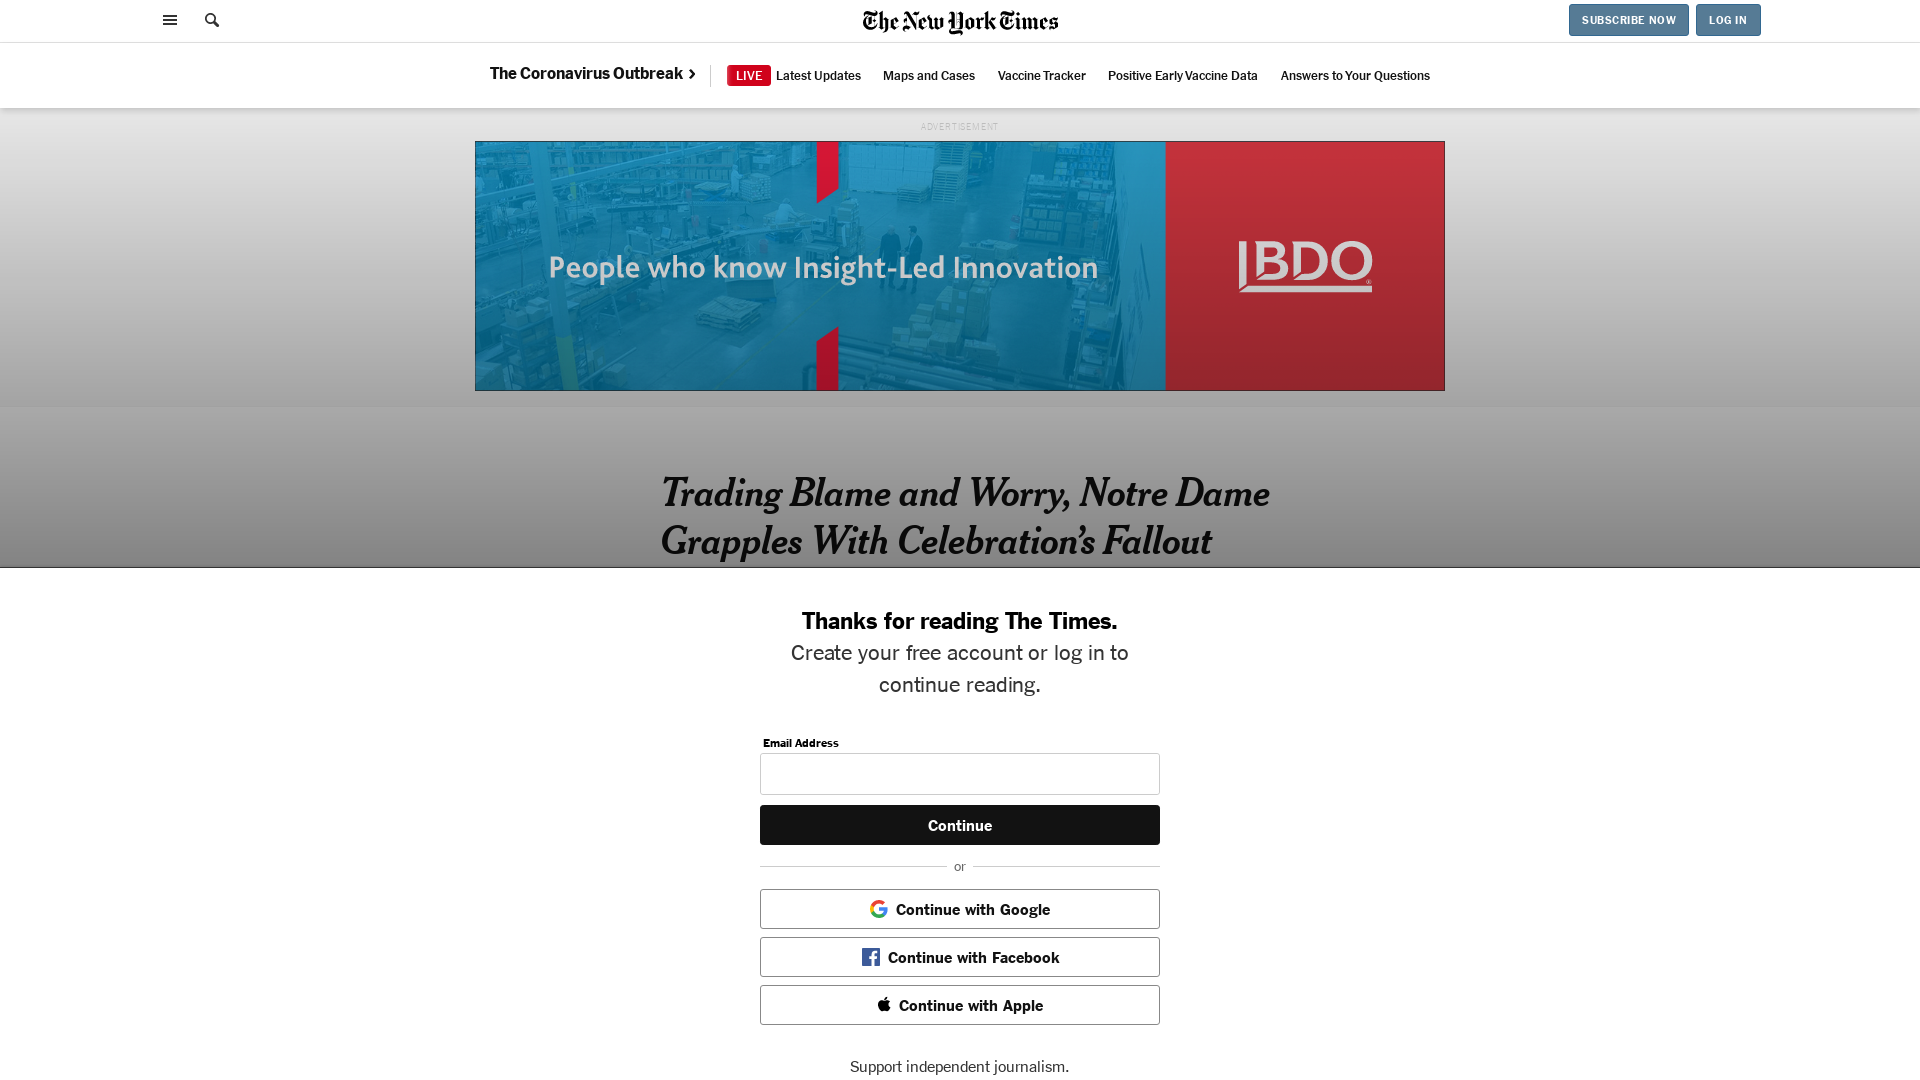 The New York Times
SUBSCRIBE NOW
LOG IN
The Coronavirus Outbreak
LIVE Latest Updates
Maps and Cases
Vaccine Tracker
Positive Early Vaccine Data
Answers to Your Questions
ADVERTISEMENT
People who know Insight-Led Innovation
BDO
®
Trading Blame and Worry, Notre Dame
Grapples With Celebration’s Fallout
Thanks for reading The Times.
Create your free account or log in to
continue reading.
Email Address
Continue
or
Continue with Google
Continue with Facebook
Continue with Apple
Support independent journalism.